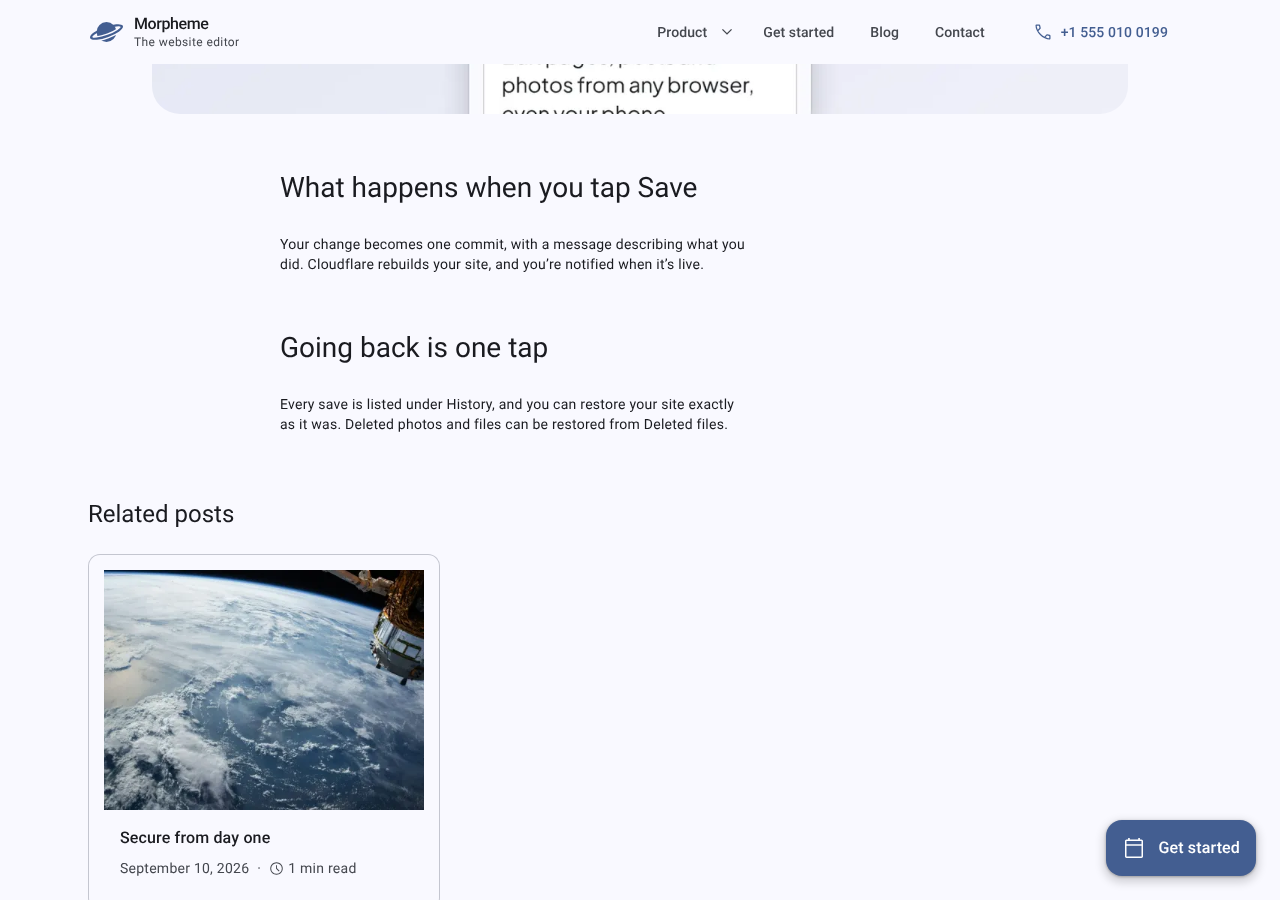 Morpheme
The website editor
Product
Get started
Blog
Contact
+1 555 010 0199
photos from any browser,
even your phone
What happens when you tap Save
Your change becomes one commit, with a message describing what you
did. Cloudflare rebuilds your site, and you’re notified when it’s live.
Going back is one tap
Every save is listed under History, and you can restore your site exactly
as it was. Deleted photos and files can be restored from Deleted files.
Related posts
Secure from day one
September 10, 2026 · 1 min read
Get started